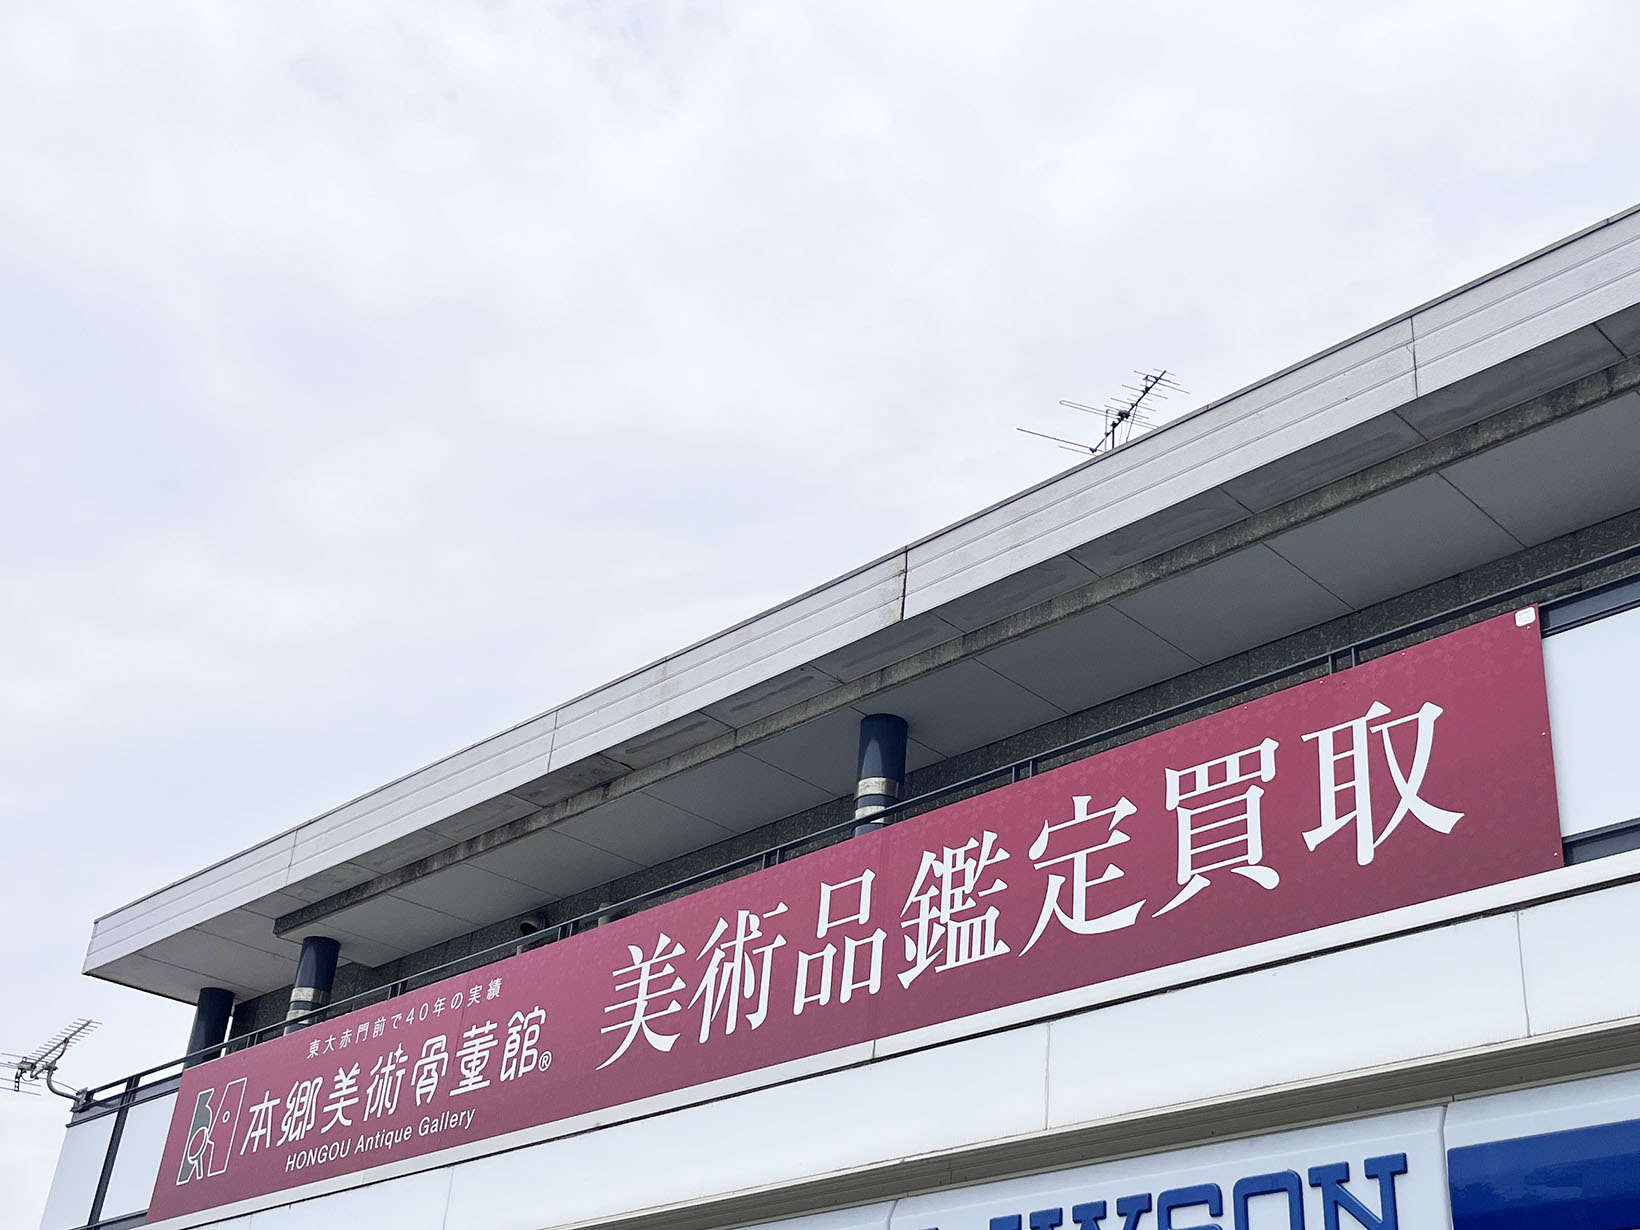 東大赤門前で40年の実績
本郷美術骨董館®
HONGOU Antique Gallery
美術品鑑定買取
LAWSON